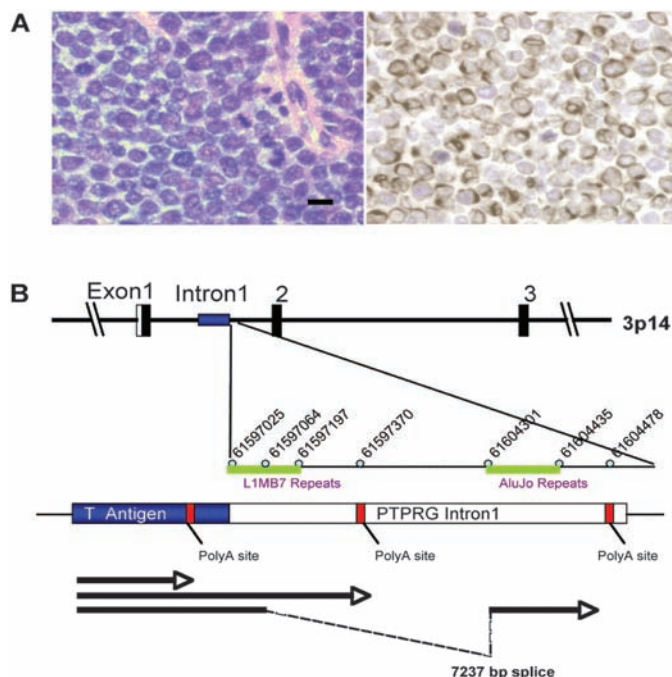 A
B
Exon1
Intron1
2
3
3p14
61597025
61597064
61597197
61597370
61604301
61604435
61604478
L1MB7 Repeats
AluJo Repeats
T Antigen
PTPRG Intron1
PolyA site
PolyA site
PolyA site
7237 bp splice